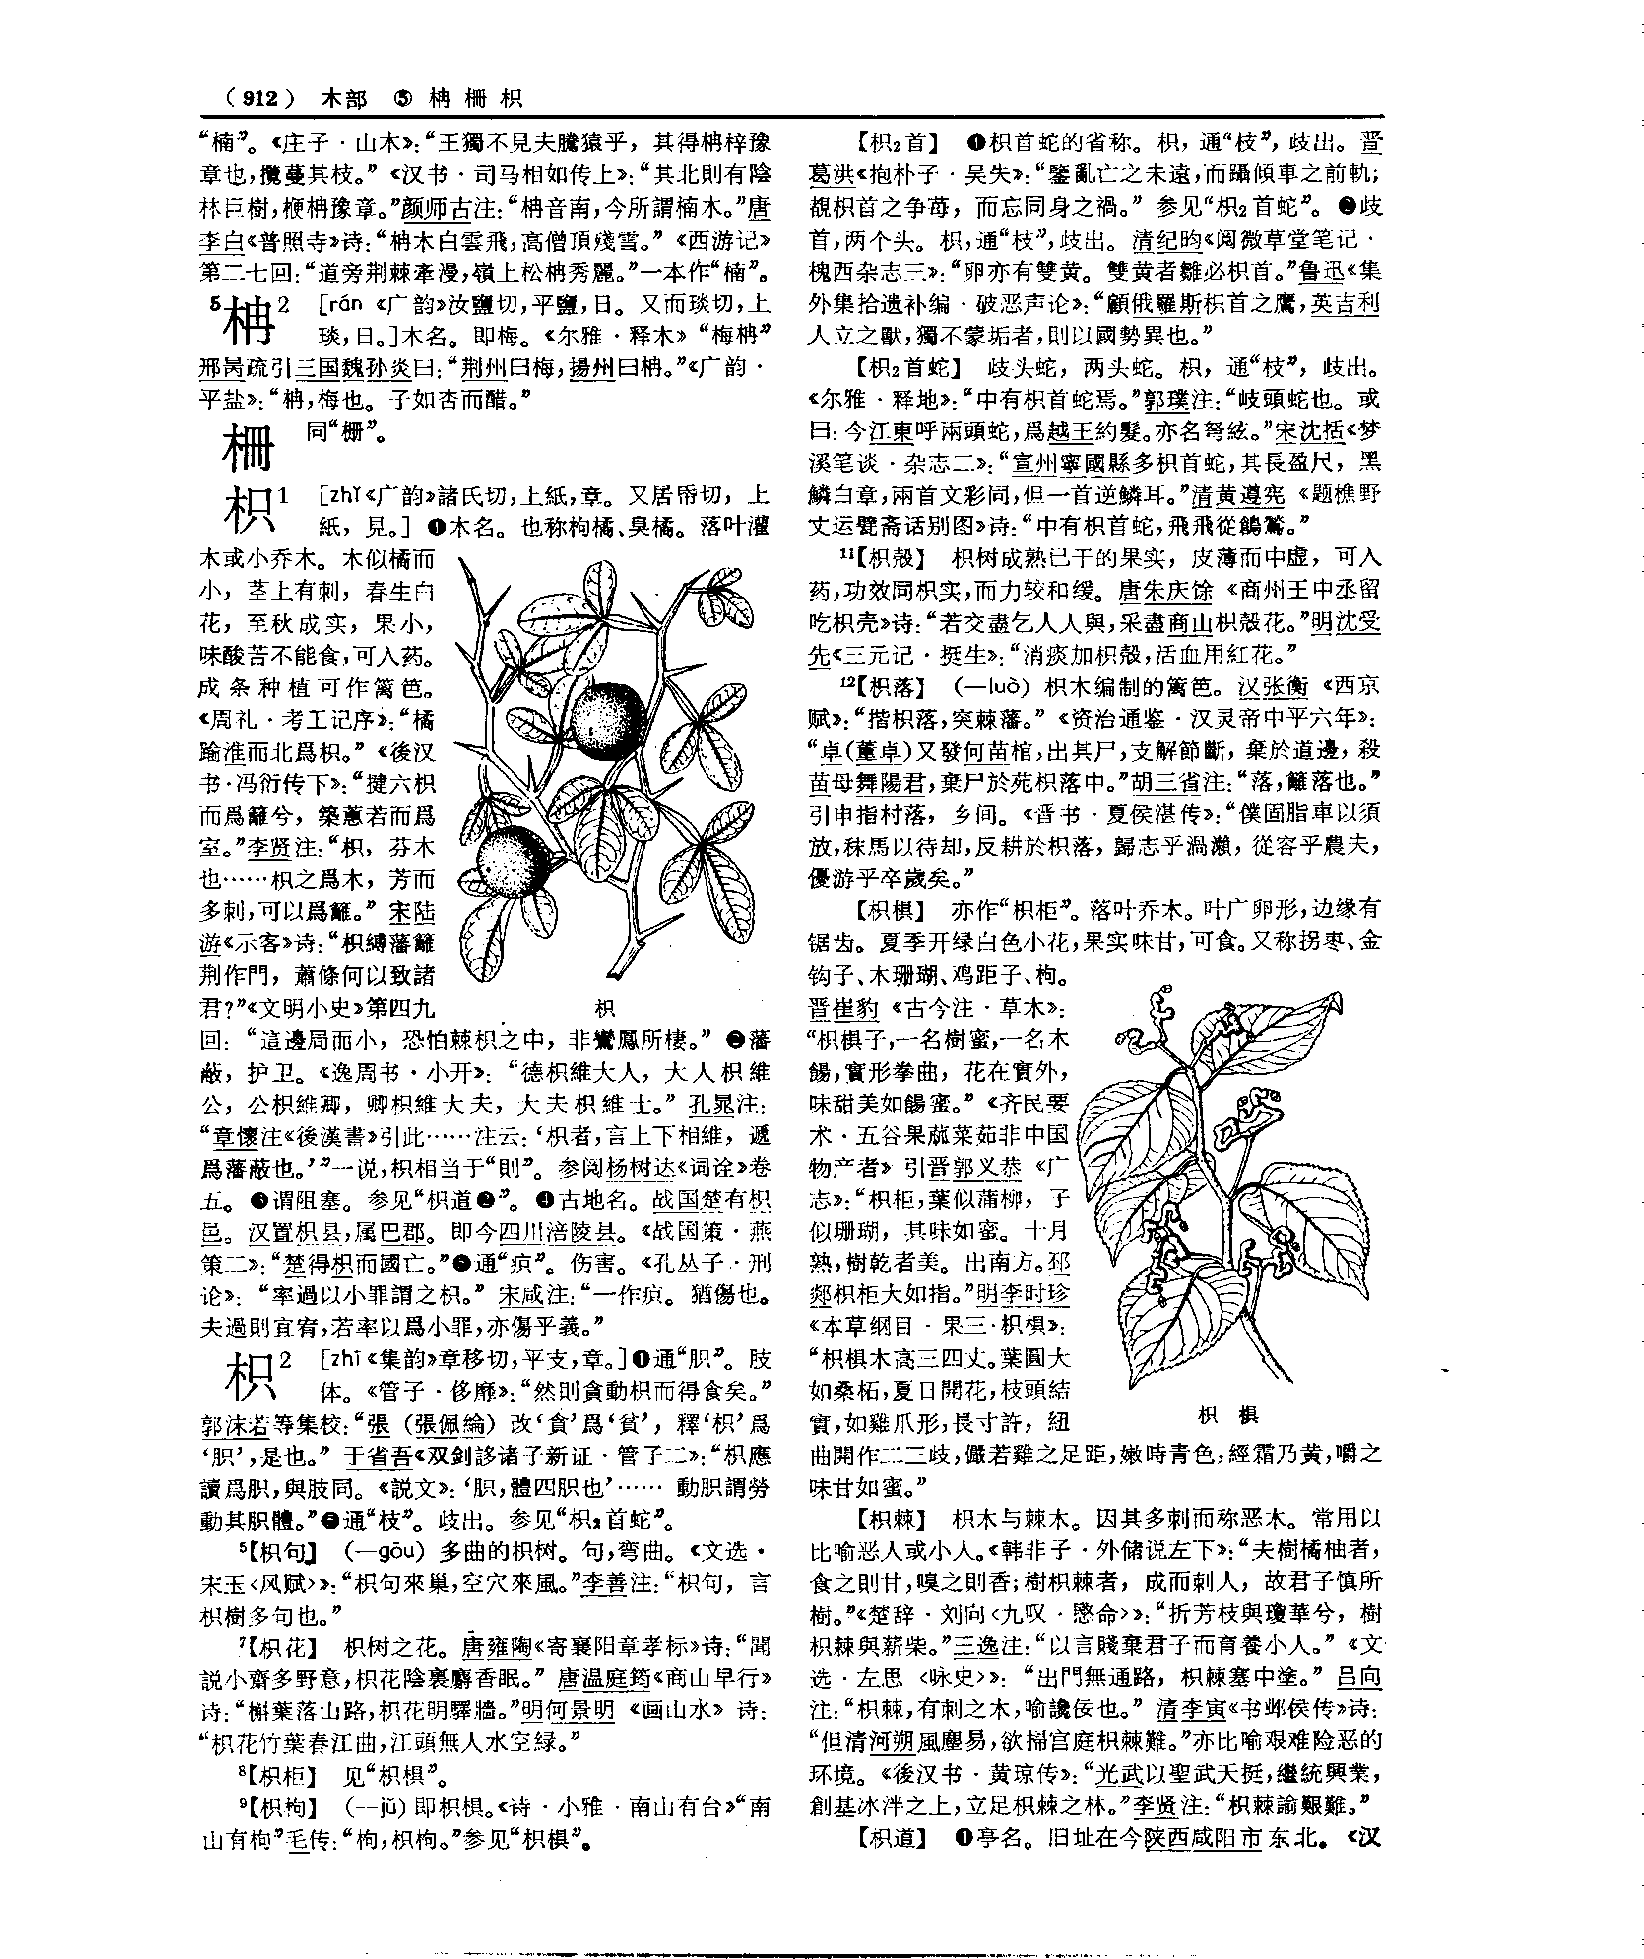 （912） 木部 ⑤ 柟 柵 枳
“楠”。《庄子·山木》：“王獨不見夫騰猿乎，其得柟梓豫
章也，攬蔓其枝。”《汉书·司马相如传上》：“其北則有陰
林巨樹，楩柟豫章。”颜师古注：“柟音南，今所謂楠木。”唐
李白《普照寺》诗：“柟木白雲飛，高僧頂殘雪。”《西游记》
第二七回：“道旁荆棘牽漫，嶺上松柟秀麗。”一本作“楠”。
5柟2 ［rán《广韵》汝鹽切，平鹽，日。又而琰切，上
琰，日。］木名。即梅。《尔雅·释木》“梅柟”
邢昺疏引三国魏孙炎曰：“荆州曰梅，揚州曰柟。”《广韵·
平盐》：“柟，梅也。子如杏而醋。”
柵 同“栅”。
枳1 ［zhǐ《广韵》諸氏切，上紙，章。又居帋切，上
紙，見。］❶木名。也称枸橘、臭橘。落叶灌
木或小乔木。木似橘而
小，茎上有刺，春生白
花，至秋成实，果小，
味酸苦不能食，可入药。
成条种植可作篱笆。
《周礼·考工记序》：“橘
踰淮而北爲枳。”《後汉
书·冯衍传下》：“揵六枳
而爲籬兮，築蕙若而爲
室。”李贤注：“枳，芬木
也……枳之爲木，芳而
多刺，可以爲籬。”宋陆
游《示客》诗：“枳縛藩籬
荆作門，蕭條何以致諸
君？”《文明小史》第四九
枳
回：“這邊局而小，恐怕棘枳之中，非鸞鳳所棲。”❷藩
蔽，护卫。《逸周书·小开》：“德枳維大人，大人枳維
公，公枳維卿，卿枳維大夫，大夫枳維士。”孔晁注：
“章懷注《後漢書》引此……注云：‘枳者，言上下相維，遞
爲藩蔽也。’”一说，枳相当于“則”。参阅杨树达《词诠》卷
五。❸谓阻塞。参见“枳道❷”。❹古地名。战国楚有枳
邑。汉置枳县，属巴郡。即今四川涪陵县。《战国策·燕
策二》：“楚得枳而國亡。”❺通“疻”。伤害。《孔丛子·刑
论》：“率過以小罪謂之枳。”宋咸注：“一作疻。猶傷也。
夫過則宜宥，若率以爲小罪，亦傷乎義。”
枳2 ［zhī《集韵》章移切，平支，章。］❶通“胑”。肢
体。《管子·侈靡》：“然則貪動枳而得食矣。”
郭沫若等集校：“張（張佩綸）改‘貪’爲‘貧’，釋‘枳’爲
‘胑’，是也。”于省吾《双剑誃诸子新证·管子二》：“枳應
讀爲胑，與肢同。《説文》：‘胑，體四胑也’……動胑謂勞
動其胑體。”❷通“枝”。歧出。参见“枳2首蛇”。
5【枳句】（—gōu）多曲的枳树。句，弯曲。《文选·
宋玉〈风赋〉》：“枳句來巢，空穴來風。”李善注：“枳句，言
枳樹多句也。”
7【枳花】 枳树之花。唐雍陶《寄襄阳章孝标》诗：“聞
説小齋多野意，枳花陰裏麝香眠。”唐温庭筠《商山早行》
诗：“槲葉落山路，枳花明驛牆。”明何景明《画山水》诗：
“枳花竹葉春江曲，江頭無人水空緑。”
8【枳柜】 见“枳椇”。
9【枳枸】（—jǔ）即枳椇。《诗·小雅·南山有台》“南
山有枸”毛传：“枸，枳枸。”参见“枳椇”。
【枳2首】 ❶枳首蛇的省称。枳，通“枝”，歧出。晋
葛洪《抱朴子·吴失》：“鑒亂亡之未遠，而躡傾車之前軌；
覩枳首之争莓，而忘同身之禍。”参见“枳2首蛇”。❷歧
首，两个头。枳，通“枝”，歧出。清纪昀《阅微草堂笔记·
槐西杂志三》：“卵亦有雙黄。雙黄者雛必枳首。”鲁迅《集
外集拾遗补编·破恶声论》：“顧俄羅斯枳首之鷹，英吉利
人立之獸，獨不蒙垢者，則以國勢異也。”
【枳2首蛇】 歧头蛇，两头蛇。枳，通“枝”，歧出。
《尔雅·释地》：“中有枳首蛇焉。”郭璞注：“岐頭蛇也。或
曰：今江東呼兩頭蛇，爲越王約髮。亦名弩絃。”宋沈括《梦
溪笔谈·杂志二》：“宣州寧國縣多枳首蛇，其長盈尺，黑
鱗白章，兩首文彩同，但一首逆鱗耳。”清黄遵宪《题樵野
丈运甓斋话别图》诗：“中有枳首蛇，飛飛從鶬鶖。”
11【枳殻】 枳树成熟已干的果实，皮薄而中虚，可入
药，功效同枳实，而力较和缓。唐朱庆馀《商州王中丞留
吃枳壳》诗：“若交盡乞人人與，采盡商山枳殻花。”明沈受
先《三元记·挺生》：“消痰加枳殻，活血用紅花。”
12【枳落】（—luò）枳木编制的篱笆。汉张衡《西京
赋》：“揩枳落，突棘藩。”《资治通鉴·汉灵帝中平六年》：
“卓（董卓）又發何苗棺，出其尸，支解節斷，棄於道邊，殺
苗母舞陽君，棄尸於苑枳落中。”胡三省注：“落，籬落也。”
引申指村落，乡间。《晋书·夏侯湛传》：“僕固脂車以須
放，秣馬以待却，反耕於枳落，歸志乎渦瀨，從容乎農夫，
優游乎卒歲矣。”
【枳椇】 亦作“枳柜”。落叶乔木。叶广卵形，边缘有
锯齿。夏季开绿白色小花，果实味甘，可食。又称拐枣、金
钩子、木珊瑚、鸡距子、枸。
晋崔豹《古今注·草木》：
“枳椇子，一名樹蜜，一名木
餳，實形拳曲，花在實外，
味甜美如餳蜜。”《齐民要
术·五谷果蓏菜茹非中国
物产者》引晋郭义恭《广
志》：“枳柜，葉似蒲柳，子
似珊瑚，其味如蜜。十月
熟，樹乾者美。出南方。邳
郯枳柜大如指。”明李时珍
《本草纲目·果三·枳椇》：
“枳椇木高三四丈。葉圓大
如桑柘，夏日開花，枝頭結
實，如雞爪形，長寸許，紐
枳 椇
曲開作二三歧，儼若雞之足距，嫩時青色；經霜乃黄，嚼之
味甘如蜜。”
【枳棘】 枳木与棘木。因其多刺而称恶木。常用以
比喻恶人或小人。《韩非子·外储说左下》：“夫樹橘柚者，
食之則甘，嗅之則香；樹枳棘者，成而刺人，故君子慎所
樹。”《楚辞·刘向〈九叹·愍命〉》：“折芳枝與瓊華兮，樹
枳棘與薪柴。”王逸注：“以言賤棄君子而育養小人。”《文
选·左思〈咏史〉》：“出門無通路，枳棘塞中塗。”吕向
注：“枳棘，有刺之木，喻讒佞也。”清李寅《书邺侯传》诗：
“但清河朔風塵易，欲掃宫庭枳棘難。”亦比喻艰难险恶的
环境。《後汉书·黄琼传》：“光武以聖武天挺，繼統興業，
創基冰泮之上，立足枳棘之林。”李贤注：“枳棘諭艱難。”
【枳道】 ❶亭名。旧址在今陕西咸阳市东北。《汉